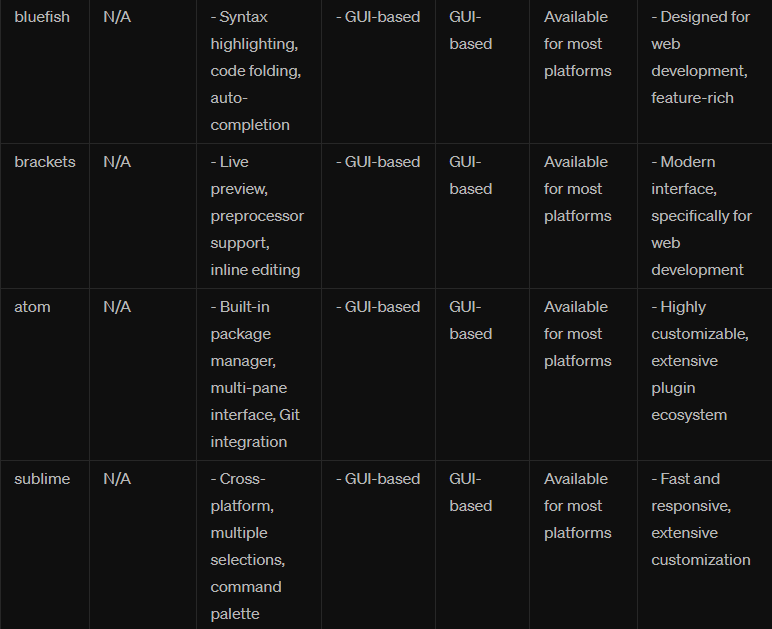 bluefish N/A - Syntax - GUI-based GUI- Available - Designed for
highlighting, based for most web
code folding, platforms development,
auto- feature-rich
completion
brackets N/A - Live - GUI-based GUI- Available - Modern
preview, based for most interface,
preprocessor platforms specifically for
support, web
inline editing development
atom N/A - Built-in - GUI-based GUI- Available - Highly
package based for most customizable,
manager, platforms extensive
multi-pane plugin
interface, Git ecosystem
integration
sublime N/A - Cross- - GUI-based GUI- Available - Fast and
platform, based for most responsive,
multiple platforms extensive
selections, customization
command
palette